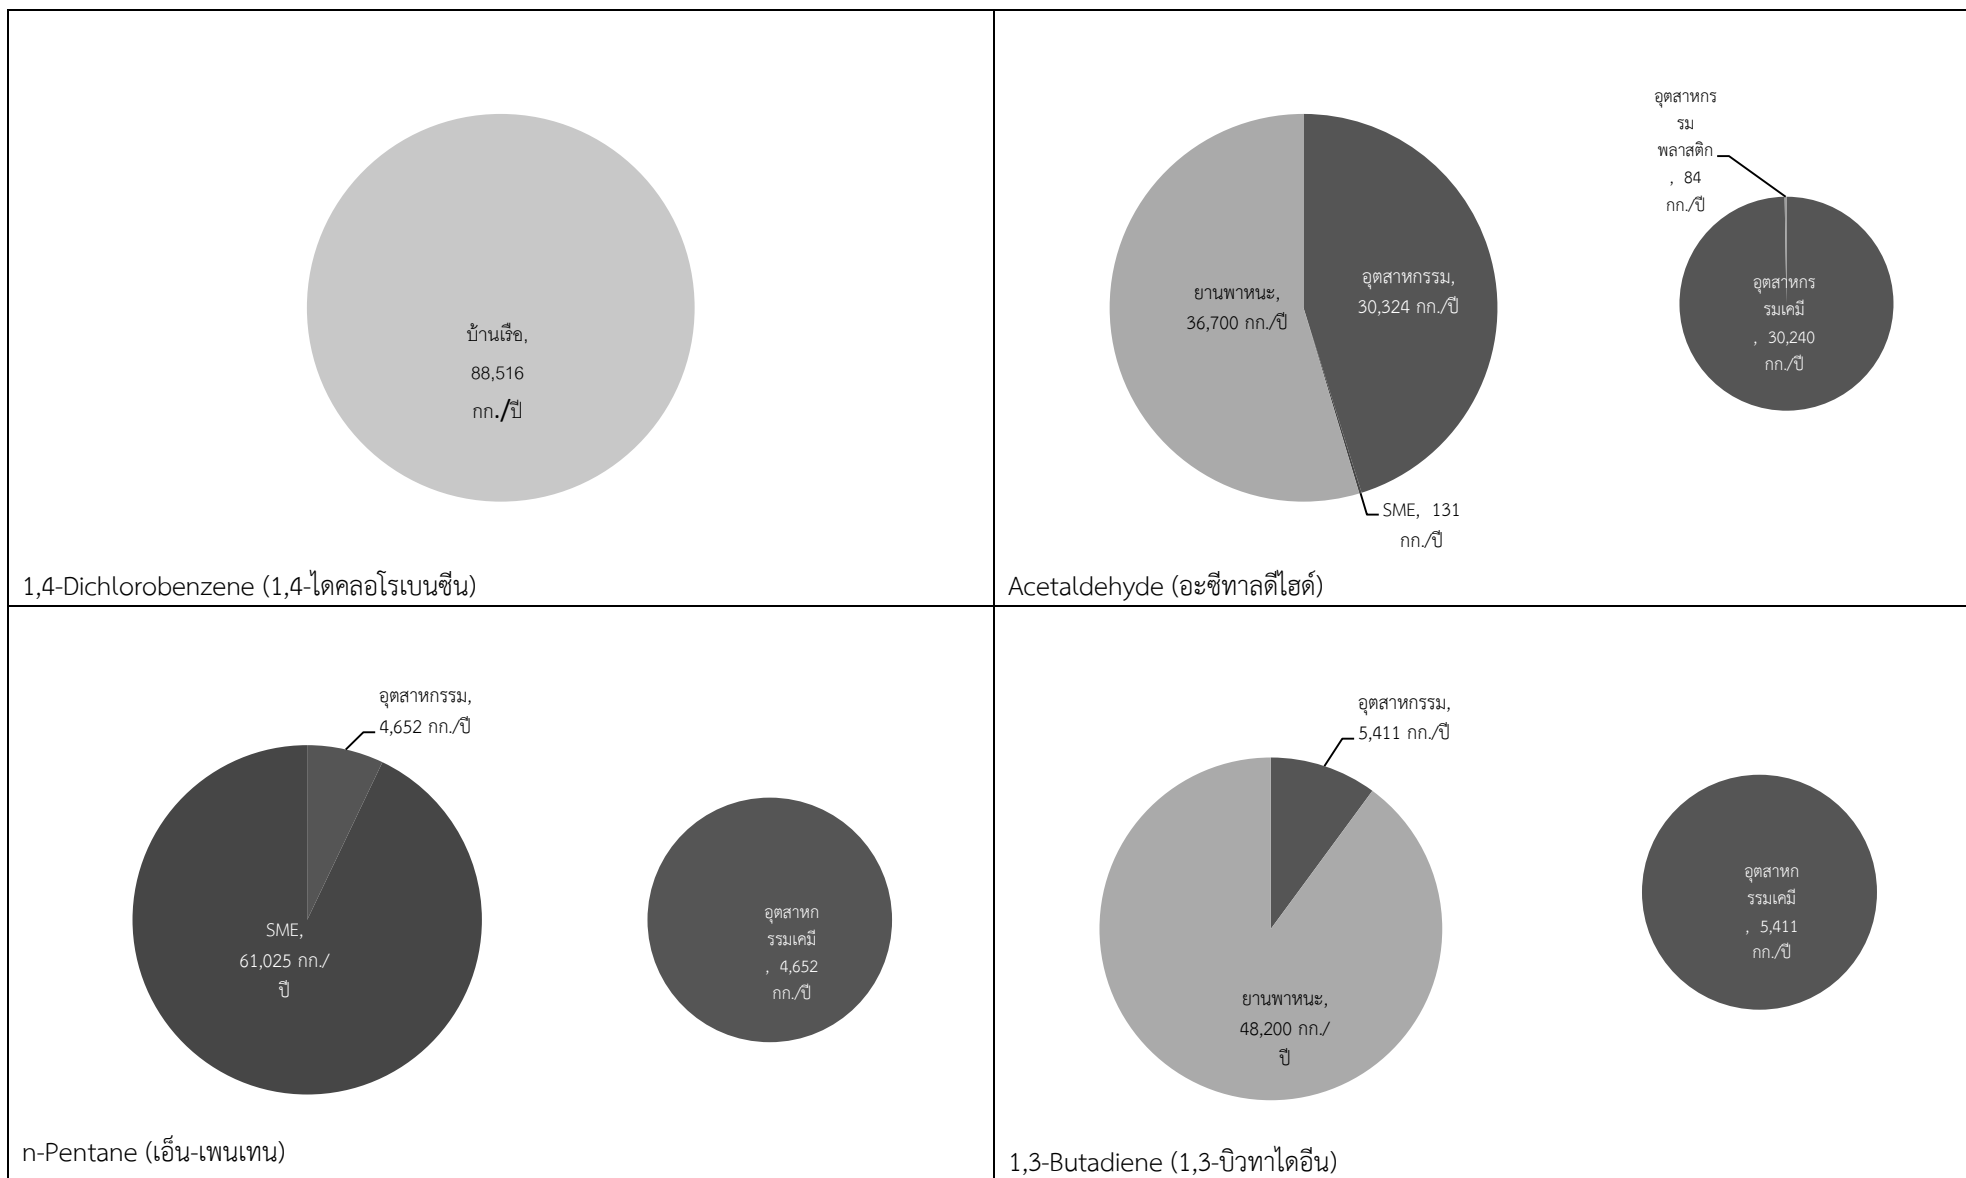 บ้านเรือ,
88,516
กก./ปี
1,4-Dichlorobenzene (1,4-ไดคลอโรเบนซีน)
ยานพาหนะ,
36,700 กก./ปี
อุตสาหกรรม,
30,324 กก./ปี
SME, 131
กก./ปี
อุตสาหกร
รม
พลาสติก
, 84
กก./ปี
อุตสาหกร
รมเคมี
, 30,240
กก./ปี
Acetaldehyde (อะซีทาลดีไฮด์)
อุตสาหกรรม,
4,652 กก./ปี
SME,
61,025 กก./
ปี
อุตสาหก
รรมเคมี
, 4,652
กก./ปี
n-Pentane (เอ็น-เพนเทน)
อุตสาหกรรม,
5,411 กก./ปี
ยานพาหนะ,
48,200 กก./
ปี
อุตสาหก
รรมเคมี
, 5,411
กก./ปี
1,3-Butadiene (1,3-บิวทาไดอีน)